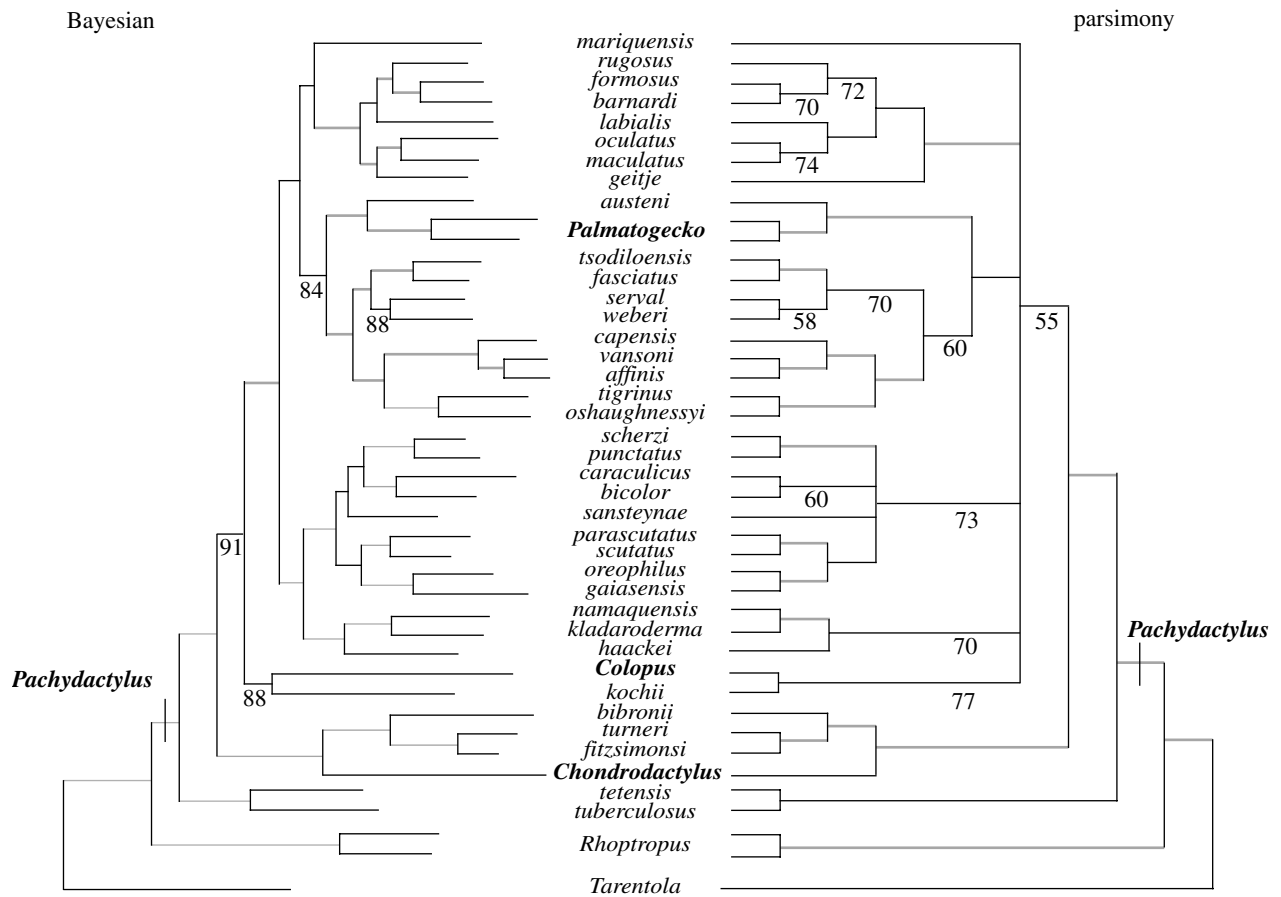 Bayesian
parsimony
mariquensis
rugosus
formosus
barnardi
labialis
oculatus
maculatus
geitje
austeni
Palmatogecko
tsodiloensis
fasciatus
serval
weberi
capensis
vansoni
affinis
tigrinus
oshaughnessyi
scherzi
punctatus
caraculicus
bicolor
sansteynae
parascutatus
scutatus
oreophilus
gaiasensis
namaquensis
kladaroderma
haackei
Colopus
kochii
bibronii
turneri
fitzsimonsi
Chondrodactylus
tetensis
tuberculosus
Rhoptropus
Tarentola
84
88
91
88
Pachydactylus
70
72
74
58
70
60
55
60
73
70
77
Pachydactylus